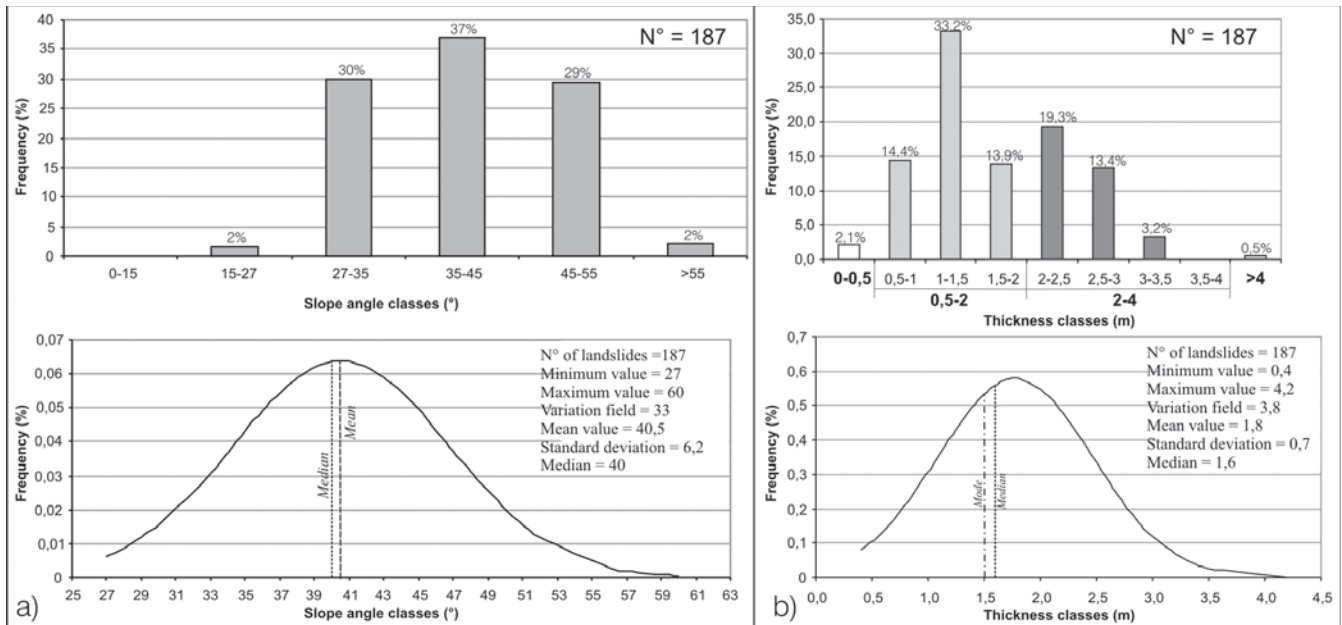 40
35
30
25
20
15
10
5
0
Frequency (%)
N° = 187
2%
30%
37%
29%
2%
0-15 15-27 27-35 35-45 45-55 >55
Slope angle classes (°)
0,07
0,06
0,05
0,04
0,03
0,02
0,01
0
Frequency (%)
N° of landslides =187
Minimum value = 27
Maximum value = 60
Variation field = 33
Mean value = 40,5
Standard deviation = 6,2
Median = 40
Median
Mean
25 27 29 31 33 35 37 39 41 43 45 47 49 51 53 55 57 59 61 63
Slope angle classes (°)
a)
35,0
30,0
25,0
20,0
15,0
10,0
5,0
0,0
Frequency (%)
N° = 187
2,1%
14,4%
33,2%
13,9%
19,3%
13,4%
3,2%
0,5%
0-0,5 0,5-1 1-1,5 1,5-2 2-2,5 2,5-3 3-3,5 3,5-4 >4
0,5-2 2-4
Thickness classes (m)
0,7
0,6
0,5
0,4
0,3
0,2
0,1
0
Frequency (%)
N° of landslides = 187
Minimum value = 0,4
Maximum value = 4,2
Variation field = 3,8
Mean value = 1,8
Standard deviation = 0,7
Median = 1,6
Mode
Median
0,0 0,5 1,0 1,5 2,0 2,5 3,0 3,5 4,0 4,5 5,0
Thickness classes (m)
b)